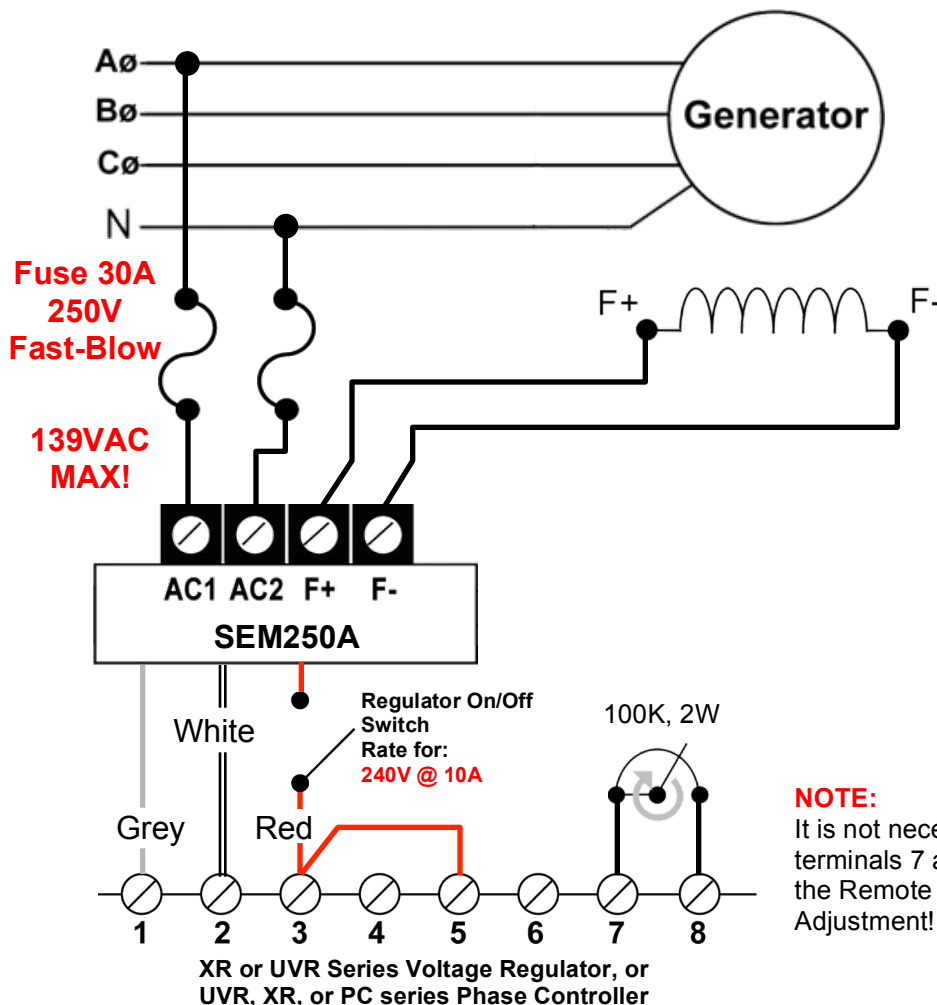 Aø
Bø
Cø
N
Generator
Fuse 30A
250V
Fast-Blow
139VAC
MAX!
F+
F-
AC1 AC2 F+ F-
SEM250A
White
Grey
Red
Regulator On/Off
Switch
Rate for:
240V @ 10A
100K, 2W
NOTE:
It is not nece
terminals 7 a
the Remote
Adjustment!
1 2 3 4 5 6 7 8
XR or UVR Series Voltage Regulator, or
UVR, XR, or PC series Phase Controller